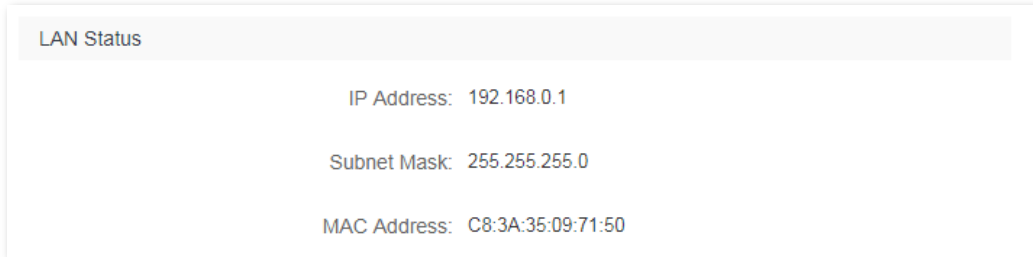 LAN Status
IP Address: 192.168.0.1
Subnet Mask: 255.255.255.0
MAC Address: C8:3A:35:09:71:50